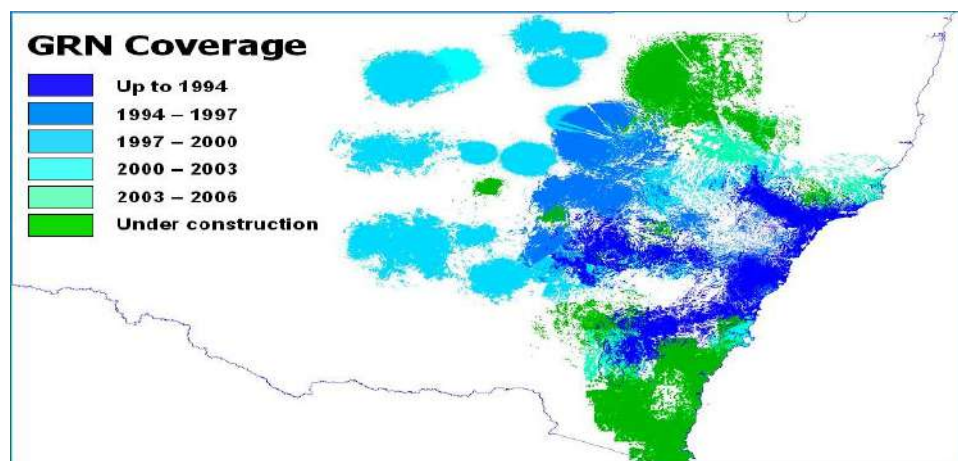 GRN Coverage
Up to 1994
1994 – 1997
1997 – 2000
2000 – 2003
2003 – 2006
Under construction